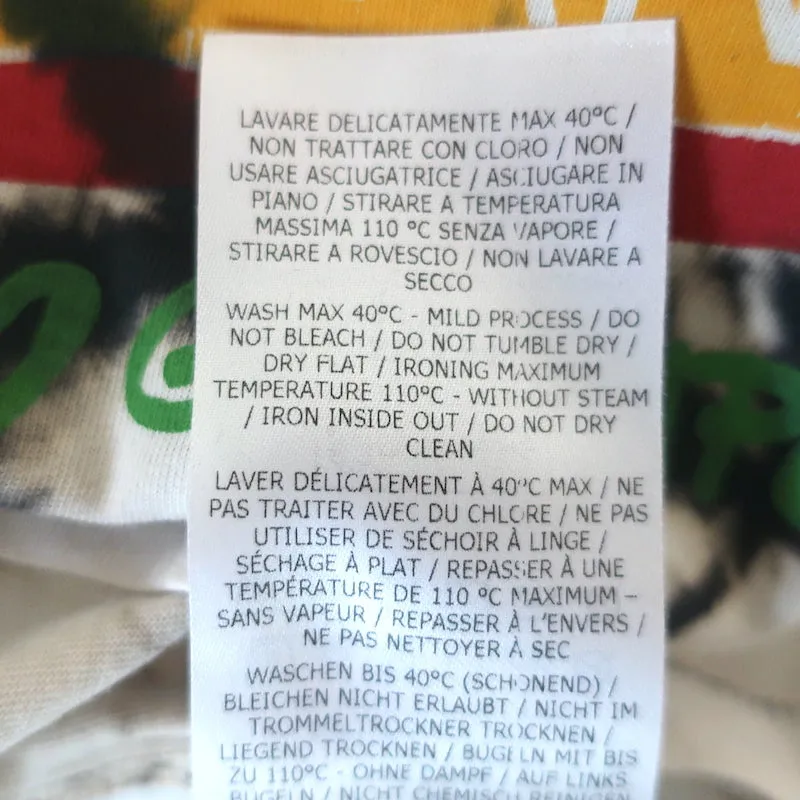 LAVARE DELICATAMENTE MAX 40°C /
NON TRATTARE CON CLORO / NON
USARE ASCIUGATRICE / ASCIUGARE IN
PIANO / STIRARE A TEMPERATURA
MASSIMA 110 °C SENZA VAPORE /
STIRARE A ROVESCIO / NON LAVARE A
SECCO
WASH MAX 40°C - MILD PROCESS / DO
NOT BLEACH / DO NOT TUMBLE DRY /
DRY FLAT / IRONING MAXIMUM
TEMPERATURE 110°C - WITHOUT STEAM
/ IRON INSIDE OUT / DO NOT DRY
CLEAN
LAVER DÉLICATEMENT À 40°C MAX / NE
PAS TRAITER AVEC DU CHLORE / NE PAS
UTILISER DE SÉCHOIR À LINGE /
SÉCHAGE À PLAT / REPASSER À UNE
TEMPÉRATURE DE 110 °C MAXIMUM –
SANS VAPEUR / REPASSER À L'ENVERS /
NE PAS NETTOYER À SEC
WASCHEN BIS 40°C (SCHONEND) /
BLEICHEN NICHT ERLAUBT / NICHT IM
TROMMELTROCKNER TROCKNEN /
LIEGEND TROCKNEN / BÜGELN MIT BIS
ZU 110°C - OHNE DAMPF / AUF LINKS
BÜGELN / NICHT CHEMISCH REINIGEN